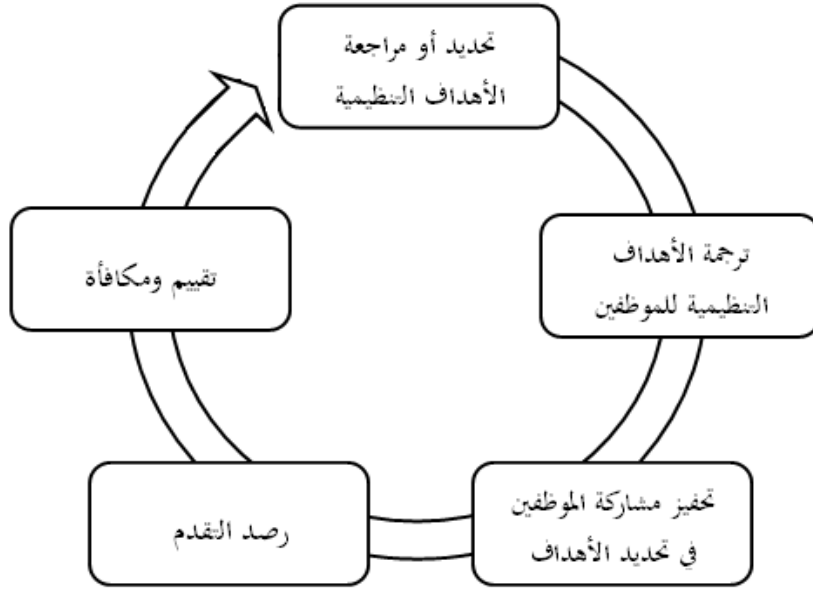 تحديد أو مراجعة
الأهداف التنظيمية
ترجمة الأهداف
التنظيمية للموظفين
تحفيز مشاركة الموظفين
في تحديد الأهداف
رصد التقدم
تقييم ومكافأة